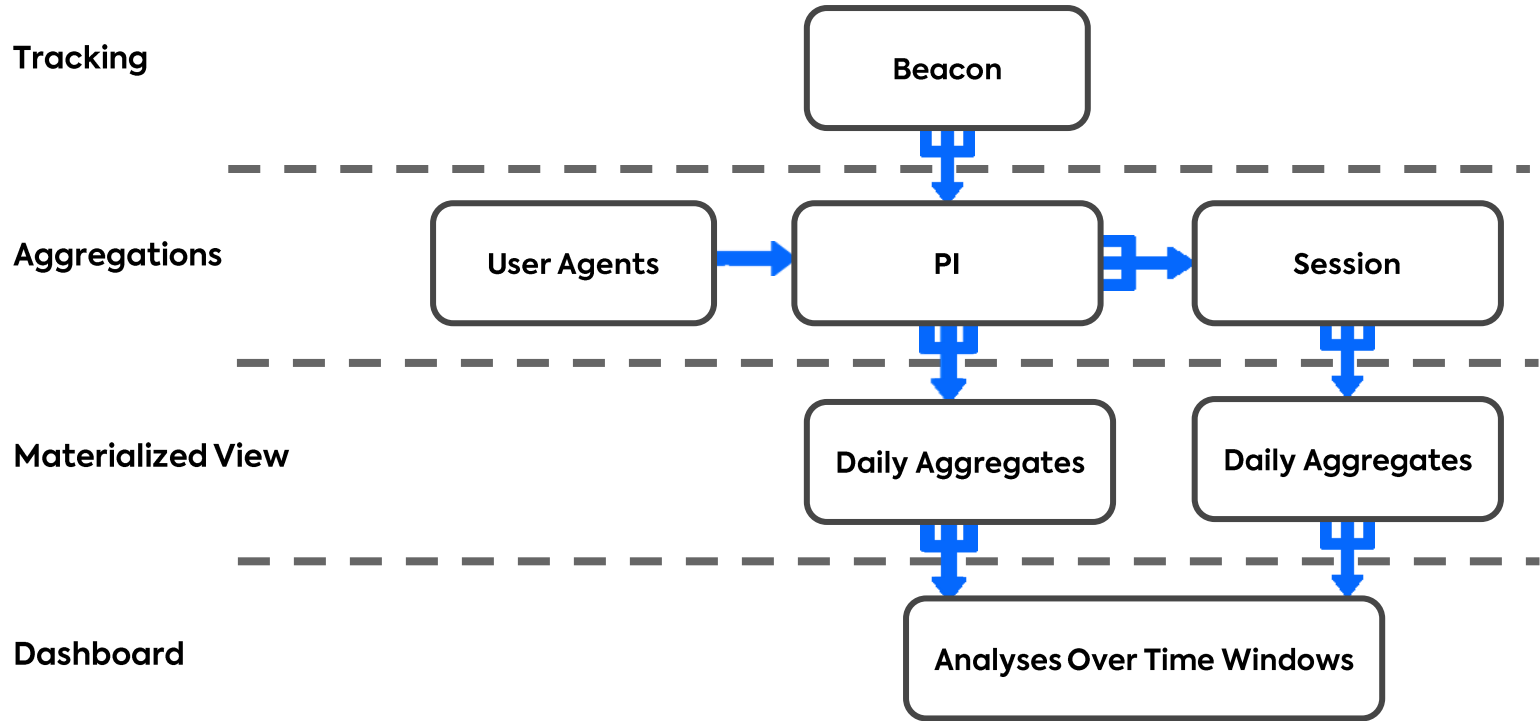 Tracking
Beacon
Aggregations
User Agents
PI
Session
Materialized View
Daily Aggregates
Daily Aggregates
Dashboard
Analyses Over Time Windows